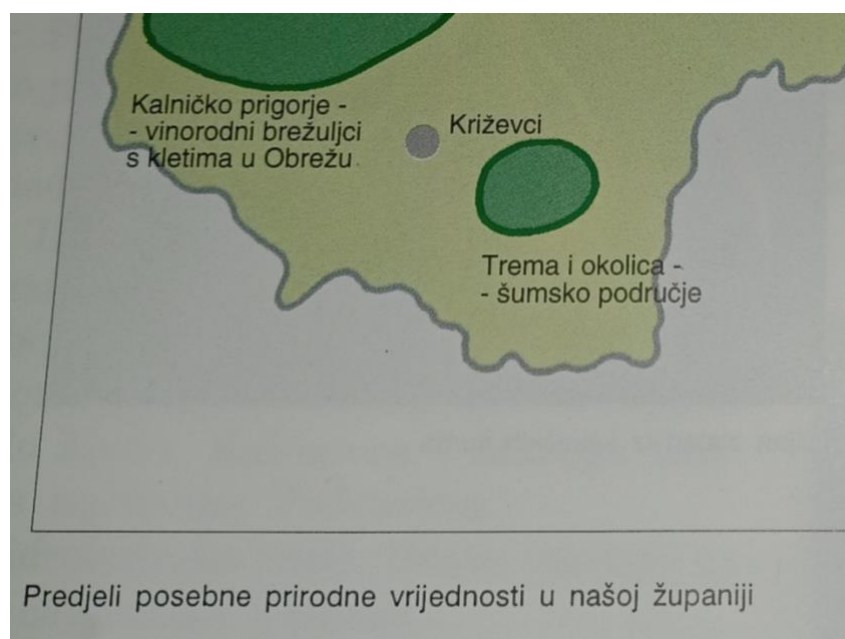 Kalničko prigorje -
- vinorodni brežuljci
s kletima u Obrežu
Križevci
Trema i okolica -
- šumsko područje
Predjeli posebne prirodne vrijednosti u našoj županiji